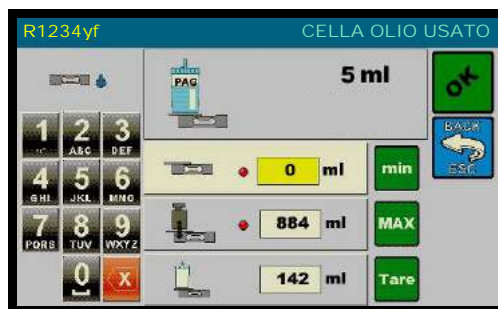 R1234yf CELLA OLIO USATO
PAG 5 ml
OK
BACK
ESC
1 2 3
ABC DEF
0 ml min
4 5 6
GHI JKL MNO
884 ml MAX
7 8 9
PQRS TUV WXYZ
142 ml Tare
0 X